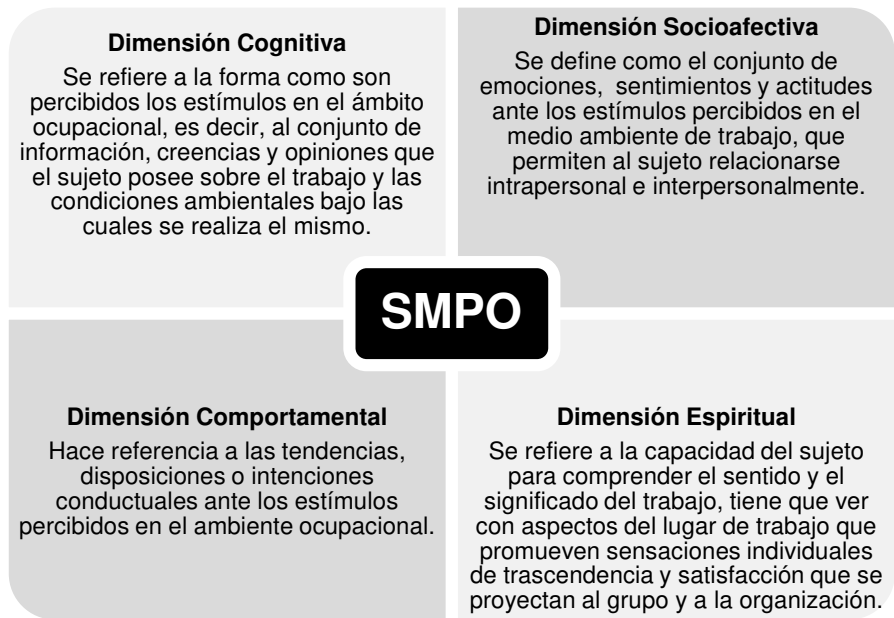 Dimensión Cognitiva
Se refiere a la forma como son
percibidos los estímulos en el ámbito
ocupacional, es decir, al conjunto de
información, creencias y opiniones que
el sujeto posee sobre el trabajo y las
condiciones ambientales bajo las
cuales se realiza el mismo.
Dimensión Socioafectiva
Se define como el conjunto de
emociones, sentimientos y actitudes
ante los estímulos percibidos en el
medio ambiente de trabajo, que
permiten al sujeto relacionarse
intrapersonal e interpersonalmente.
SMPO
Dimensión Comportamental
Hace referencia a las tendencias,
disposiciones o intenciones
conductuales ante los estímulos
percibidos en el ambiente ocupacional.
Dimensión Espiritual
Se refiere a la capacidad del sujeto
para comprender el sentido y el
significado del trabajo, tiene que ver
con aspectos del lugar de trabajo que
promueven sensaciones individuales
de trascendencia y satisfacción que se
proyectan al grupo y a la organización.